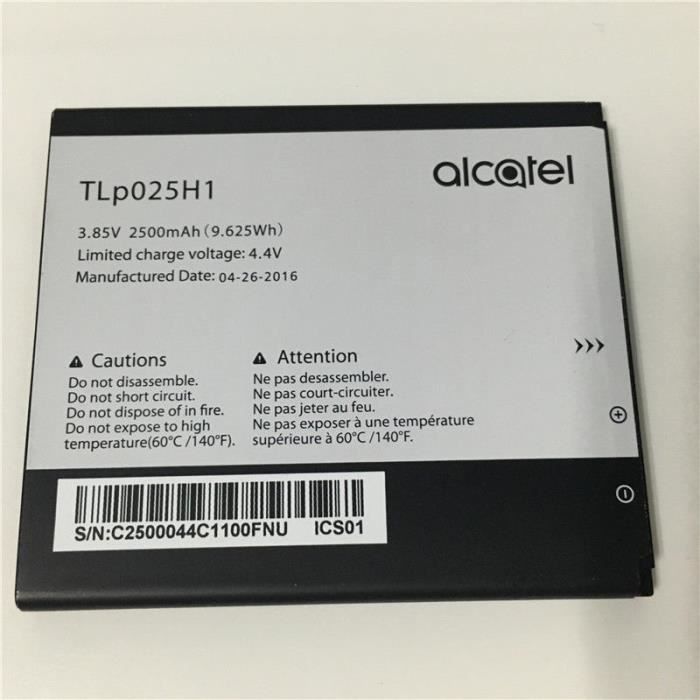 alcatel
TLp025H1
3.85V 2500mAh(9.625Wh)
Limited charge voltage: 4.4V
Manufactured Date: 04-26-2016
Cautions
Do not disassemble.
Do not short circuit.
Do not dispose of in fire.
Do not expose to high
temperature(60°C /140°F).
Attention
Ne pas desassembler.
Ne pas court-circuiter.
Ne pas jeter au feu.
Ne pas exposer à une température
supérieure à 60°C /140°F.
S/N:C2500044C1100FNU ICS01